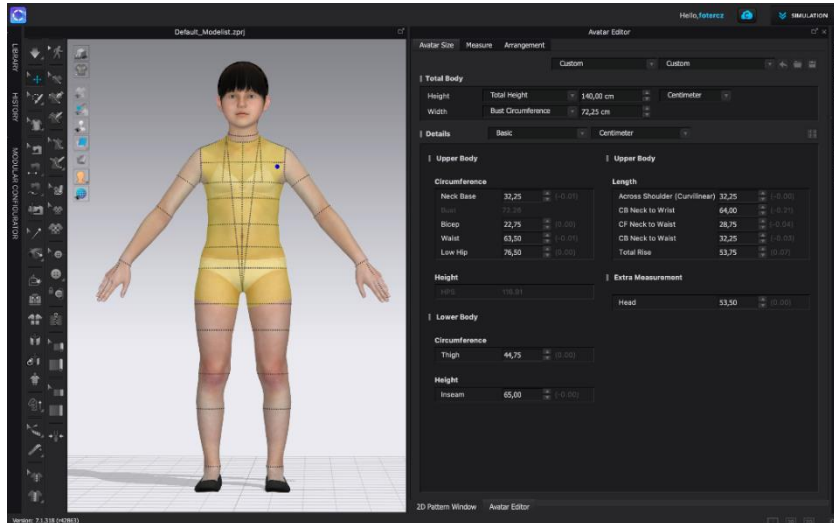 Hello, fotercz
SIMULATION
Default_Modelist.zprj
Avatar Editor
LIBRARY
HISTORY
MODULAR CONFIGURATOR
Avatar Size Measure Arrangement
Custom Custom
Total Body
Height Total Height 140,00 cm Centimeter
Width Bust Circumference 72,25 cm
Details Basic Centimeter
Upper Body
Circumference
Neck Base 32,25 (-0.01)
Bust 72,25
Bicep 22,75 (0.00)
Waist 63,50 (-0.01)
Low Hip 76,50 (0.00)
Height
HPS
Lower Body
Circumference
Thigh 44,75 (0.00)
Height
Inseam 65,00 (-0.00)
Upper Body
Length
Across Shoulder (Curvilinear) 32,25 (-0.00)
CB Neck to Wrist 64,00
CF Neck to Waist 28,75 (-0.04)
CB Neck to Waist 32,25 (-0.03)
Total Rise 53,75 (0.07)
Extra Measurement
Head 53,50 (0.00)
2D Pattern Window Avatar Editor
Version: 7.1.318 (r42863)